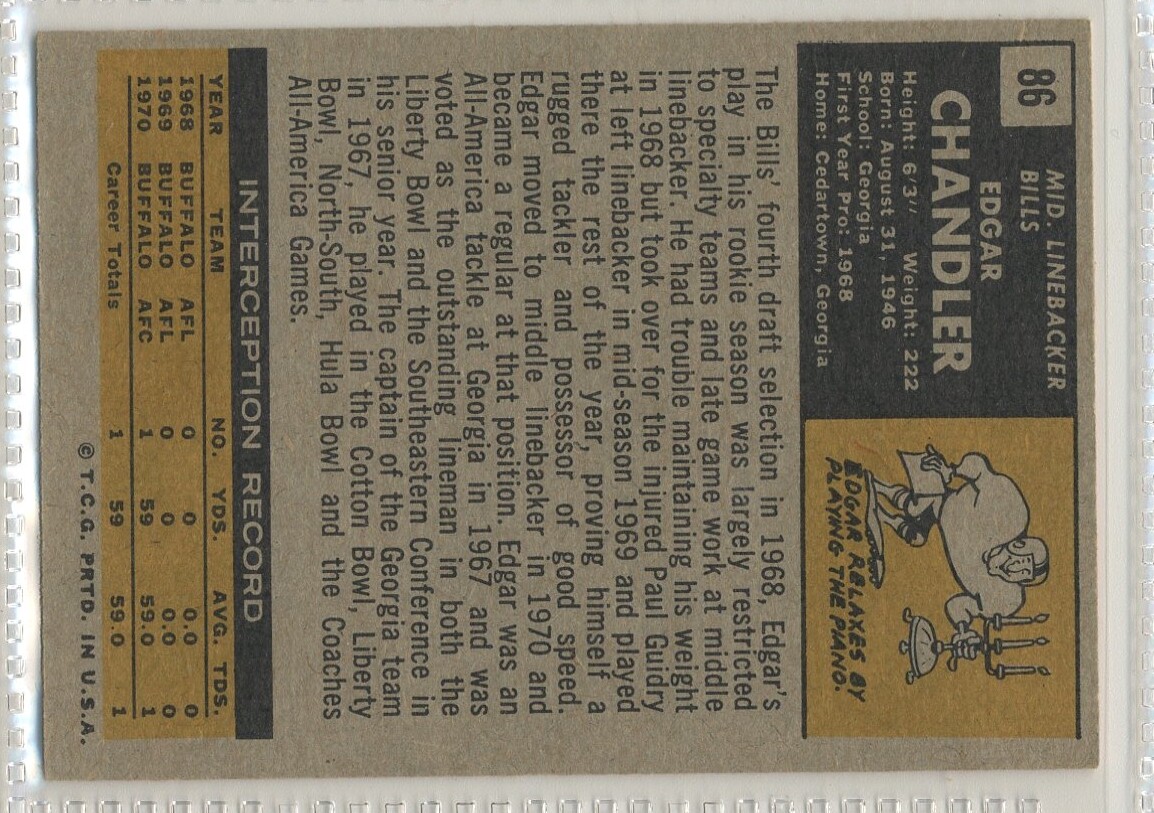 86
MID. LINEBACKER
BILLS
EDGAR
CHANDLER
Height: 6'3" Weight: 222
Born: August 31, 1946
School: Georgia
First Year Pro: 1968
Home: Cedartown, Georgia
EDGAR RELAXES BY
PLAYING THE PIANO.
The Bills' fourth draft selection in 1968, Edgar's
play in his rookie season was largely restricted
to specialty teams and late game work at middle
linebacker. He had trouble maintaining his weight
in 1968 but took over for the injured Paul Guidry
at left linebacker in mid-season 1969 and played
there the rest of the year, proving himself a
rugged tackler and possessor of good speed.
Edgar moved to middle linebacker in 1970 and
became a regular at that position. Edgar was an
All-America tackle at Georgia in 1967 and was
voted as the outstanding lineman in both the
Liberty Bowl and the Southeastern Conference in
his senior year. The captain of the Georgia team
in 1967, he played in the Cotton Bowl, Liberty
Bowl, North-South, Hula Bowl and the Coaches
All-America Games.
INTERCEPTION RECORD
YEAR TEAM NO. YDS. AVG. TDS.
1968 BUFFALO AFL 0 0 0.0 0
1969 BUFFALO AFL 0 0 0.0 0
1970 BUFFALO AFC 1 59 59.0 1
Career Totals 1 59 59.0 1
© T.C.G. PRTD. IN U.S.A.